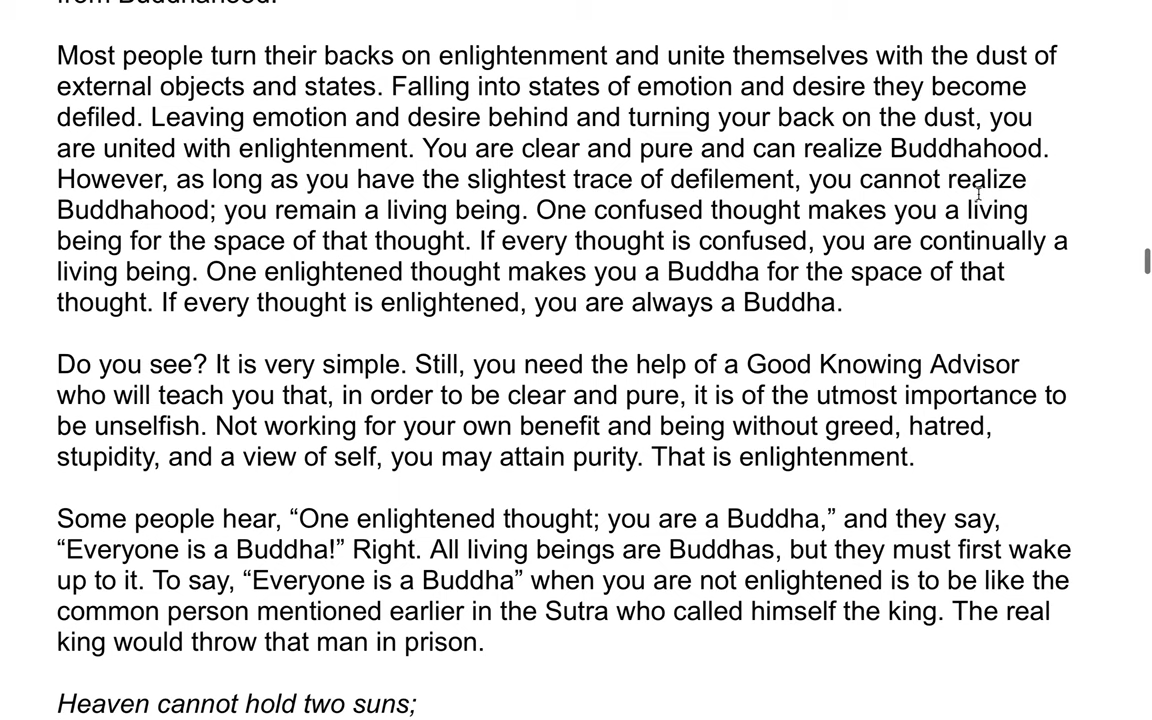 from Buddhahood.
Most people turn their backs on enlightenment and unite themselves with the dust of
external objects and states. Falling into states of emotion and desire they become
defiled. Leaving emotion and desire behind and turning your back on the dust, you
are united with enlightenment. You are clear and pure and can realize Buddhahood.
However, as long as you have the slightest trace of defilement, you cannot realize
Buddhahood; you remain a living being. One confused thought makes you a living
being for the space of that thought. If every thought is confused, you are continually a
living being. One enlightened thought makes you a Buddha for the space of that
thought. If every thought is enlightened, you are always a Buddha.
Do you see? It is very simple. Still, you need the help of a Good Knowing Advisor
who will teach you that, in order to be clear and pure, it is of the utmost importance to
be unselfish. Not working for your own benefit and being without greed, hatred,
stupidity, and a view of self, you may attain purity. That is enlightenment.
Some people hear, “One enlightened thought; you are a Buddha,” and they say,
“Everyone is a Buddha!” Right. All living beings are Buddhas, but they must first wake
up to it. To say, “Everyone is a Buddha” when you are not enlightened is to be like the
common person mentioned earlier in the Sutra who called himself the king. The real
king would throw that man in prison.
Heaven cannot hold two suns;